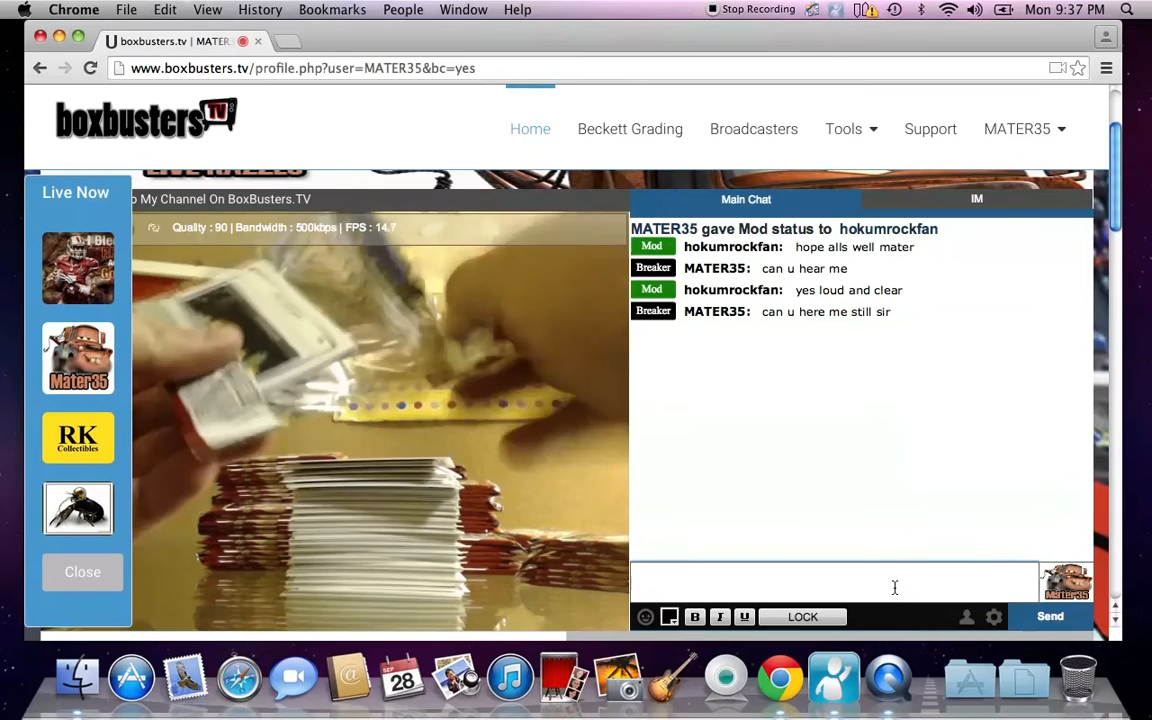 Chrome File Edit View History Bookmarks People Window Help Stop Recording Mon 9:37 PM
boxbusters.tv | MATER
www.boxbusters.tv/profile.php?user=MATER35&bc=yes
boxbusters TV
Home Beckett Grading Broadcasters Tools Support MATER35
LIVE RAZZLES
Live Now
o My Channel On BoxBusters.TV
Main Chat IM
Quality : 90 | Bandwidth : 500kbps | FPS : 14.7
MATER35 gave Mod status to hokumrockfan
Mod hokumrockfan: hope alls well mater
Breaker MATER35: can u hear me
Mod hokumrockfan: yes loud and clear
Breaker MATER35: can u here me still sir
Mater35
RK
Collectibles
Close
Mater35
B I U LOCK Send
SEP
28